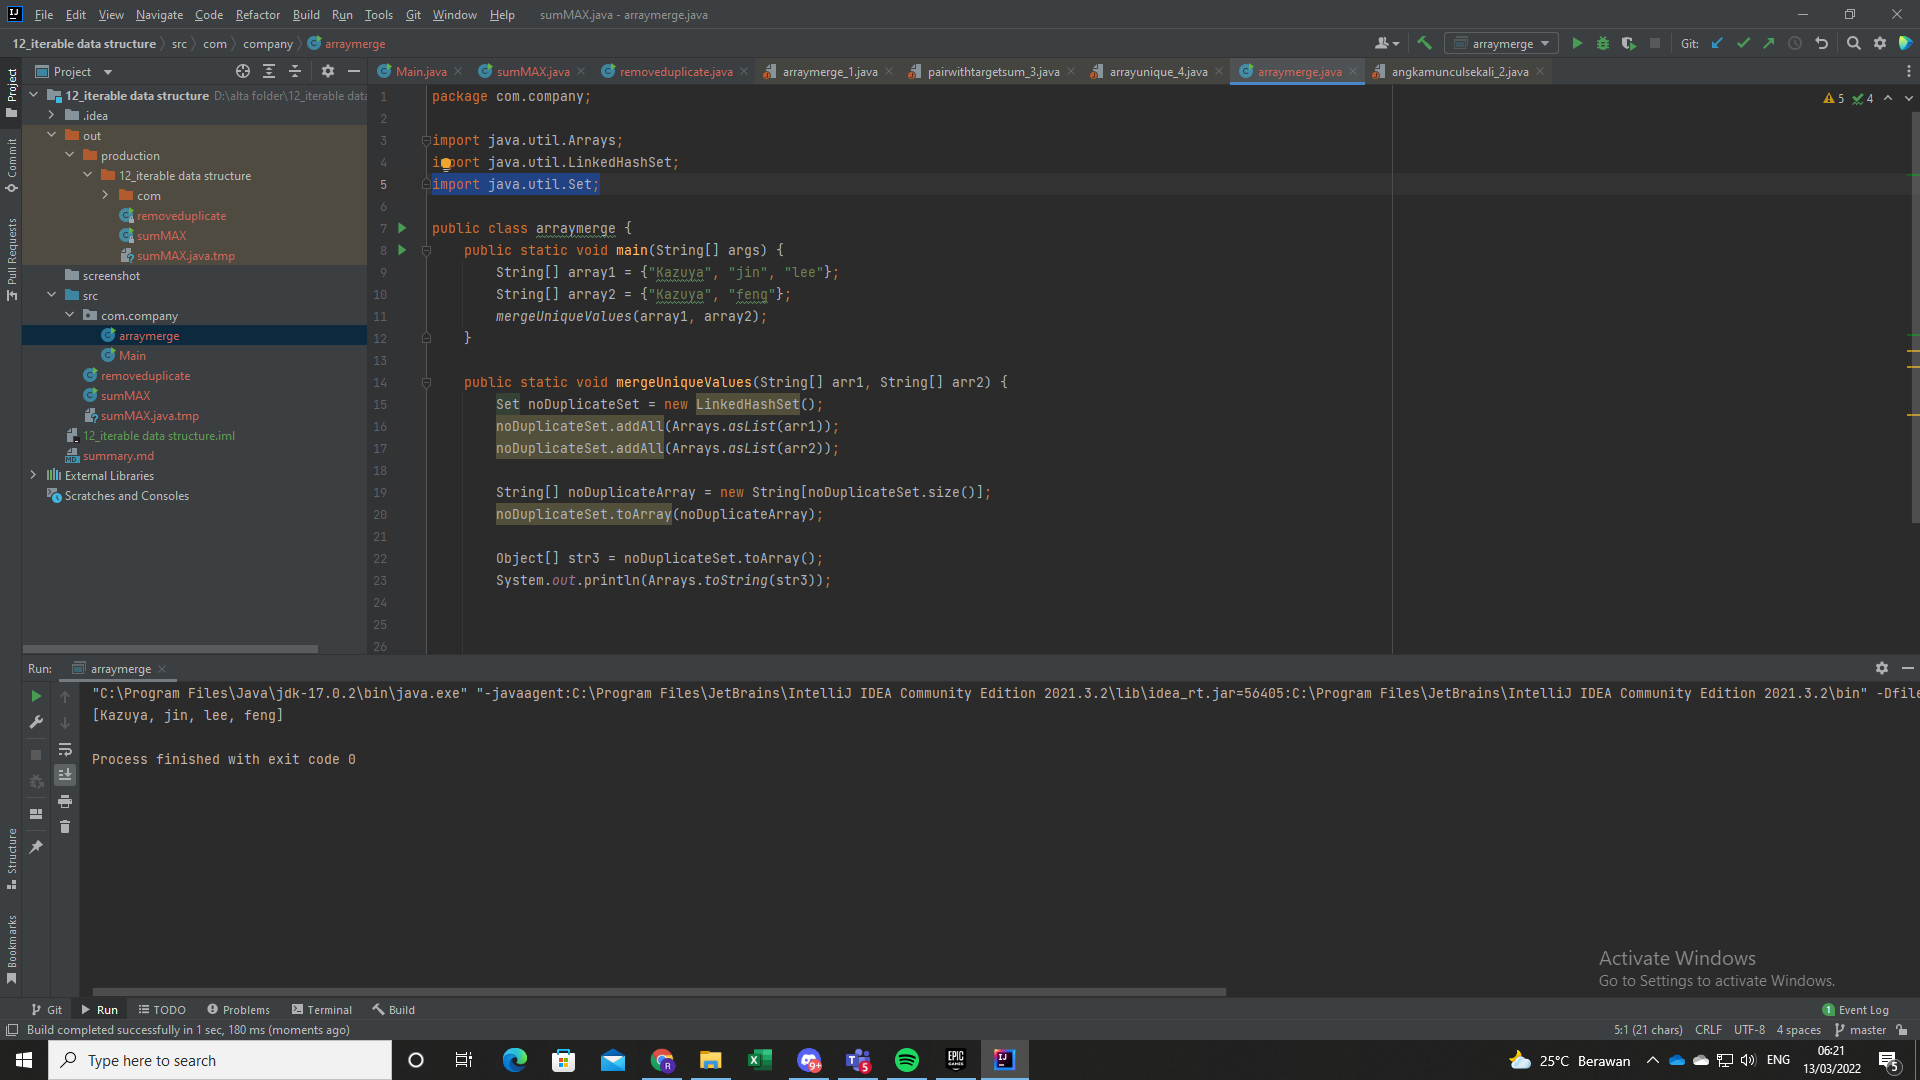 File Edit View Navigate Code Refactor Build Run Tools Git Window Help sumMAX.java - arraymerge.java
12_iterable data structure src com company arraymerge
arraymerge Git:
Project
Main.java sumMAX.java removeduplicate.java arraymerge_1.java pairwithtargetsum_3.java arrayunique_4.java arraymerge.java angkamunculsekali_2.java
Project
Commit
Pull Requests
12_iterable data structure D:\alta folder\12_iterable data
.idea
out
production
12_iterable data structure
com
removeduplicate
sumMAX
sumMAX.java.tmp
screenshot
src
com.company
arraymerge
Main
removeduplicate
sumMAX
sumMAX.java.tmp
12_iterable data structure.iml
summary.md
External Libraries
Scratches and Consoles
5 4
1 package com.company;
2
3 import java.util.Arrays;
4 import java.util.LinkedHashSet;
5 import java.util.Set;
6
7 public class arraymerge {
8 public static void main(String[] args) {
9 String[] array1 = {"Kazuya", "jin", "lee"};
10 String[] array2 = {"Kazuya", "feng"};
11 mergeUniqueValues(array1, array2);
12 }
13
14 public static void mergeUniqueValues(String[] arr1, String[] arr2) {
15 Set noDuplicateSet = new LinkedHashSet();
16 noDuplicateSet.addAll(Arrays.asList(arr1));
17 noDuplicateSet.addAll(Arrays.asList(arr2));
18
19 String[] noDuplicateArray = new String[noDuplicateSet.size()];
20 noDuplicateSet.toArray(noDuplicateArray);
21
22 Object[] str3 = noDuplicateSet.toArray();
23 System.out.println(Arrays.toString(str3));
24
25
26
Run: arraymerge
"C:\Program Files\Java\jdk-17.0.2\bin\java.exe" "-javaagent:C:\Program Files\JetBrains\IntelliJ IDEA Community Edition 2021.3.2\lib\idea_rt.jar=56405:C:\Program Files\JetBrains\IntelliJ IDEA Community Edition 2021.3.2\bin" -Dfile
[Kazuya, jin, lee, feng]
Process finished with exit code 0
Structure
Bookmarks
Activate Windows
Go to Settings to activate Windows.
Git Run TODO Problems Terminal Build 1 Event Log
Build completed successfully in 1 sec, 180 ms (moments ago) 5:1 (21 chars) CRLF UTF-8 4 spaces master
Type here to search
25°C Berawan ENG
06:21
13/03/2022
5